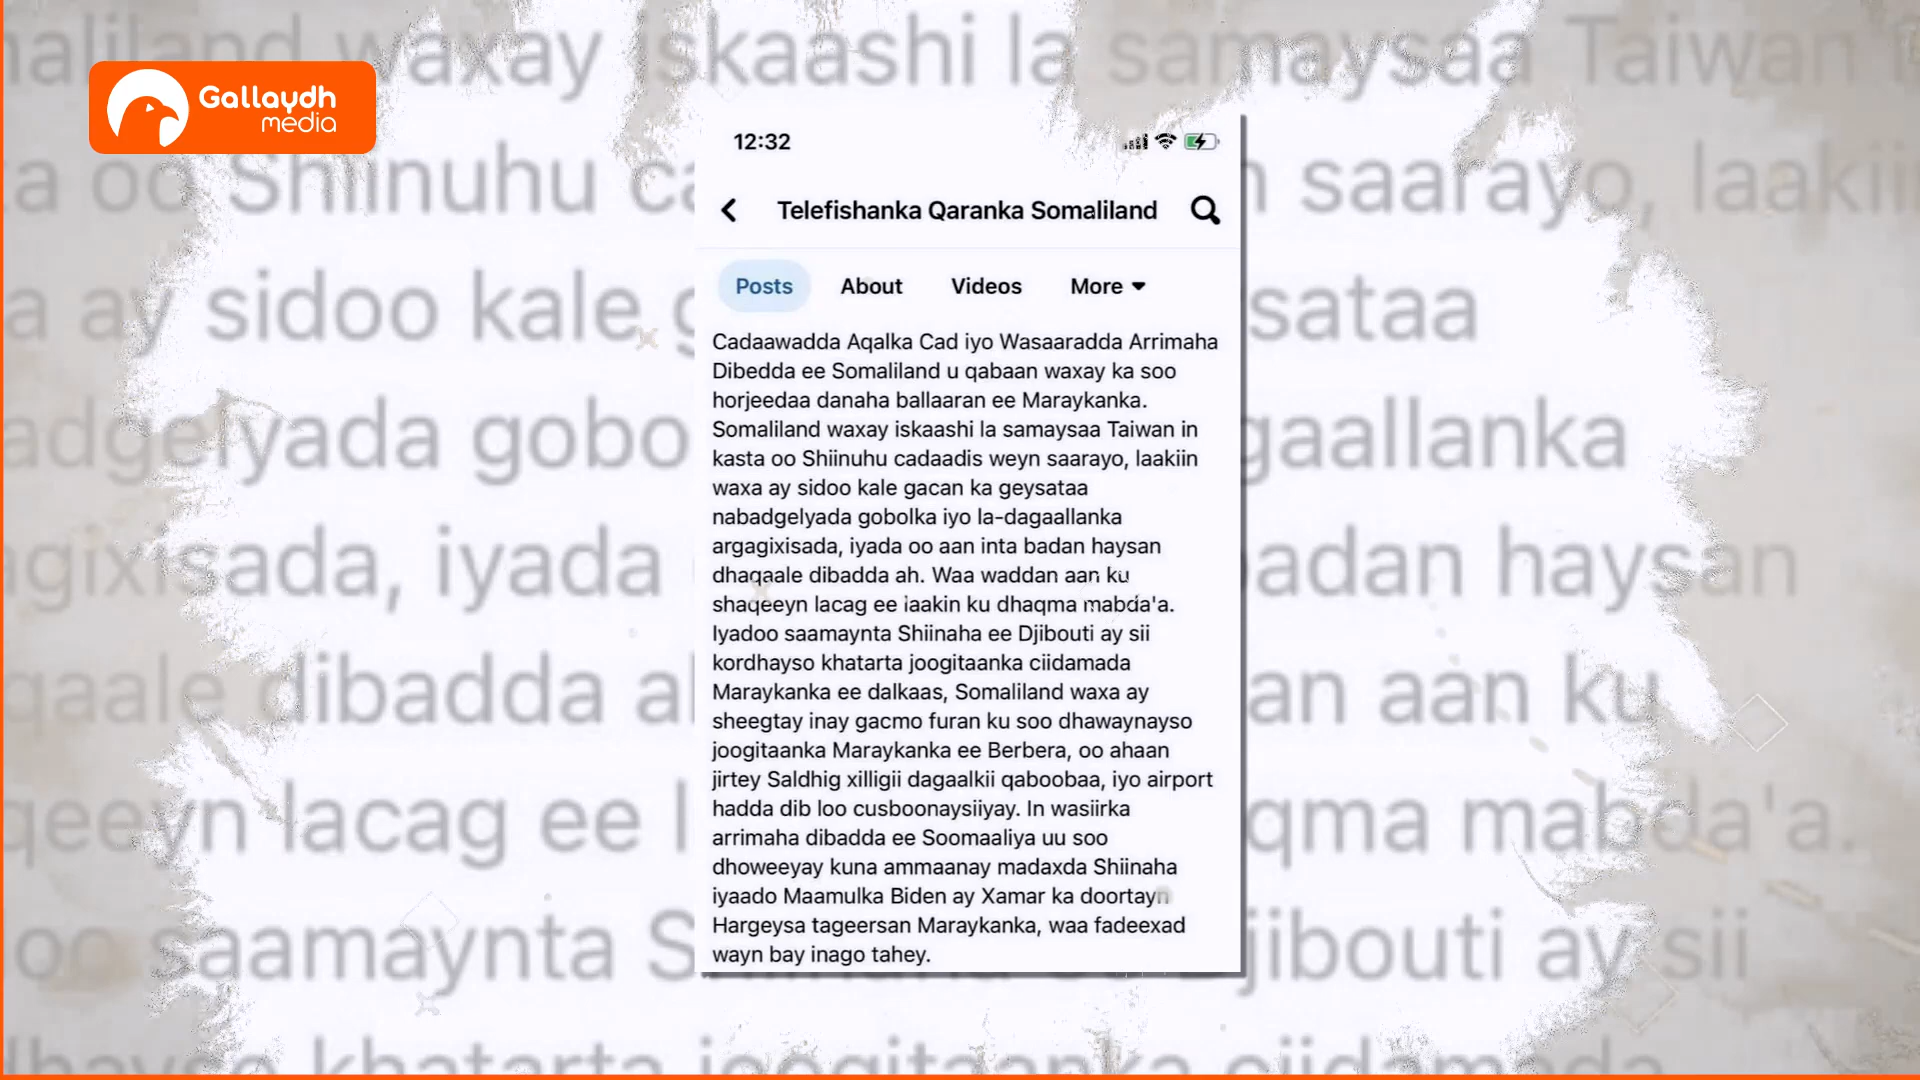 Gallaydh
media
12:32
Telefishanka Qaranka Somaliland
Posts About Videos More
Cadaawadda Aqalka Cad iyo Wasaaradda Arrimaha
Dibedda ee Somaliland u qabaan waxay ka soo
horjeedaa danaha ballaaran ee Maraykanka.
Somaliland waxay iskaashi la samaysaa Taiwan in
kasta oo Shiinuhu cadaadis weyn saarayo, laakiin
waxa ay sidoo kale gacan ka geysataa
nabadgelyada gobolka iyo la-dagaallanka
argagixisada, iyada oo aan inta badan haysan
dhaqaale dibadda ah. Waa waddan aan ku
shaqeeyn lacag ee laakin ku dhaqma mabda'a.
Iyadoo saamaynta Shiinaha ee Djibouti ay sii
kordhayso khatarta joogitaanka ciidamada
Maraykanka ee dalkaas, Somaliland waxa ay
sheegtay inay gacmo furan ku soo dhawaynayso
joogitaanka Maraykanka ee Berbera, oo ahaan
jirtey Saldhig xilligii dagaalkii qaboobaa, iyo airport
hadda dib loo cusboonaysiiyay. In wasiirka
arrimaha dibadda ee Soomaaliya uu soo
dhoweeyay kuna ammaanay madaxda Shiinaha
iyaado Maamulka Biden ay Xamar ka doortayn
Hargeysa tageersan Maraykanka, waa fadeexad
wayn bay inago tahey.